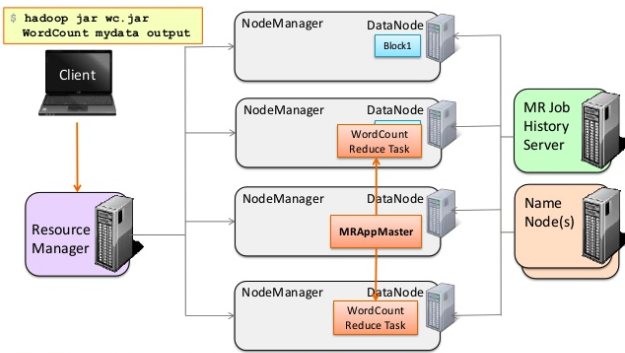 $ hadoop jar wc.jar
WordCount mydata output
Client
Resource
Manager
NodeManager
DataNode
Block1
NodeManager
DataNode
WordCount
Reduce Task
NodeManager
DataNode
MRAppMaster
NodeManager
DataNode
WordCount
Reduce Task
MR Job
History
Server
Name
Node(s)